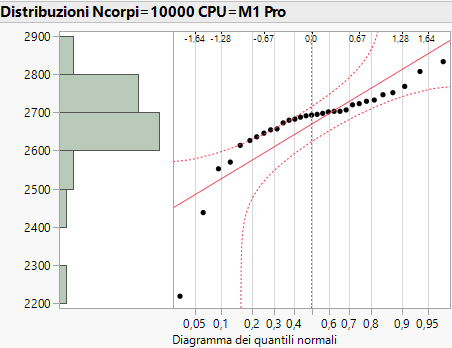 Distribuzioni Ncorpi=10000 CPU=M1 Pro
-1,64 -1,28 -0,67 0,0 0,67 1,28 1,64
2900
2800
2700
2600
2500
2400
2300
2200
0,05 0,1 0,2 0,3 0,4 0,6 0,7 0,8 0,9 0,95
Diagramma dei quantili normali